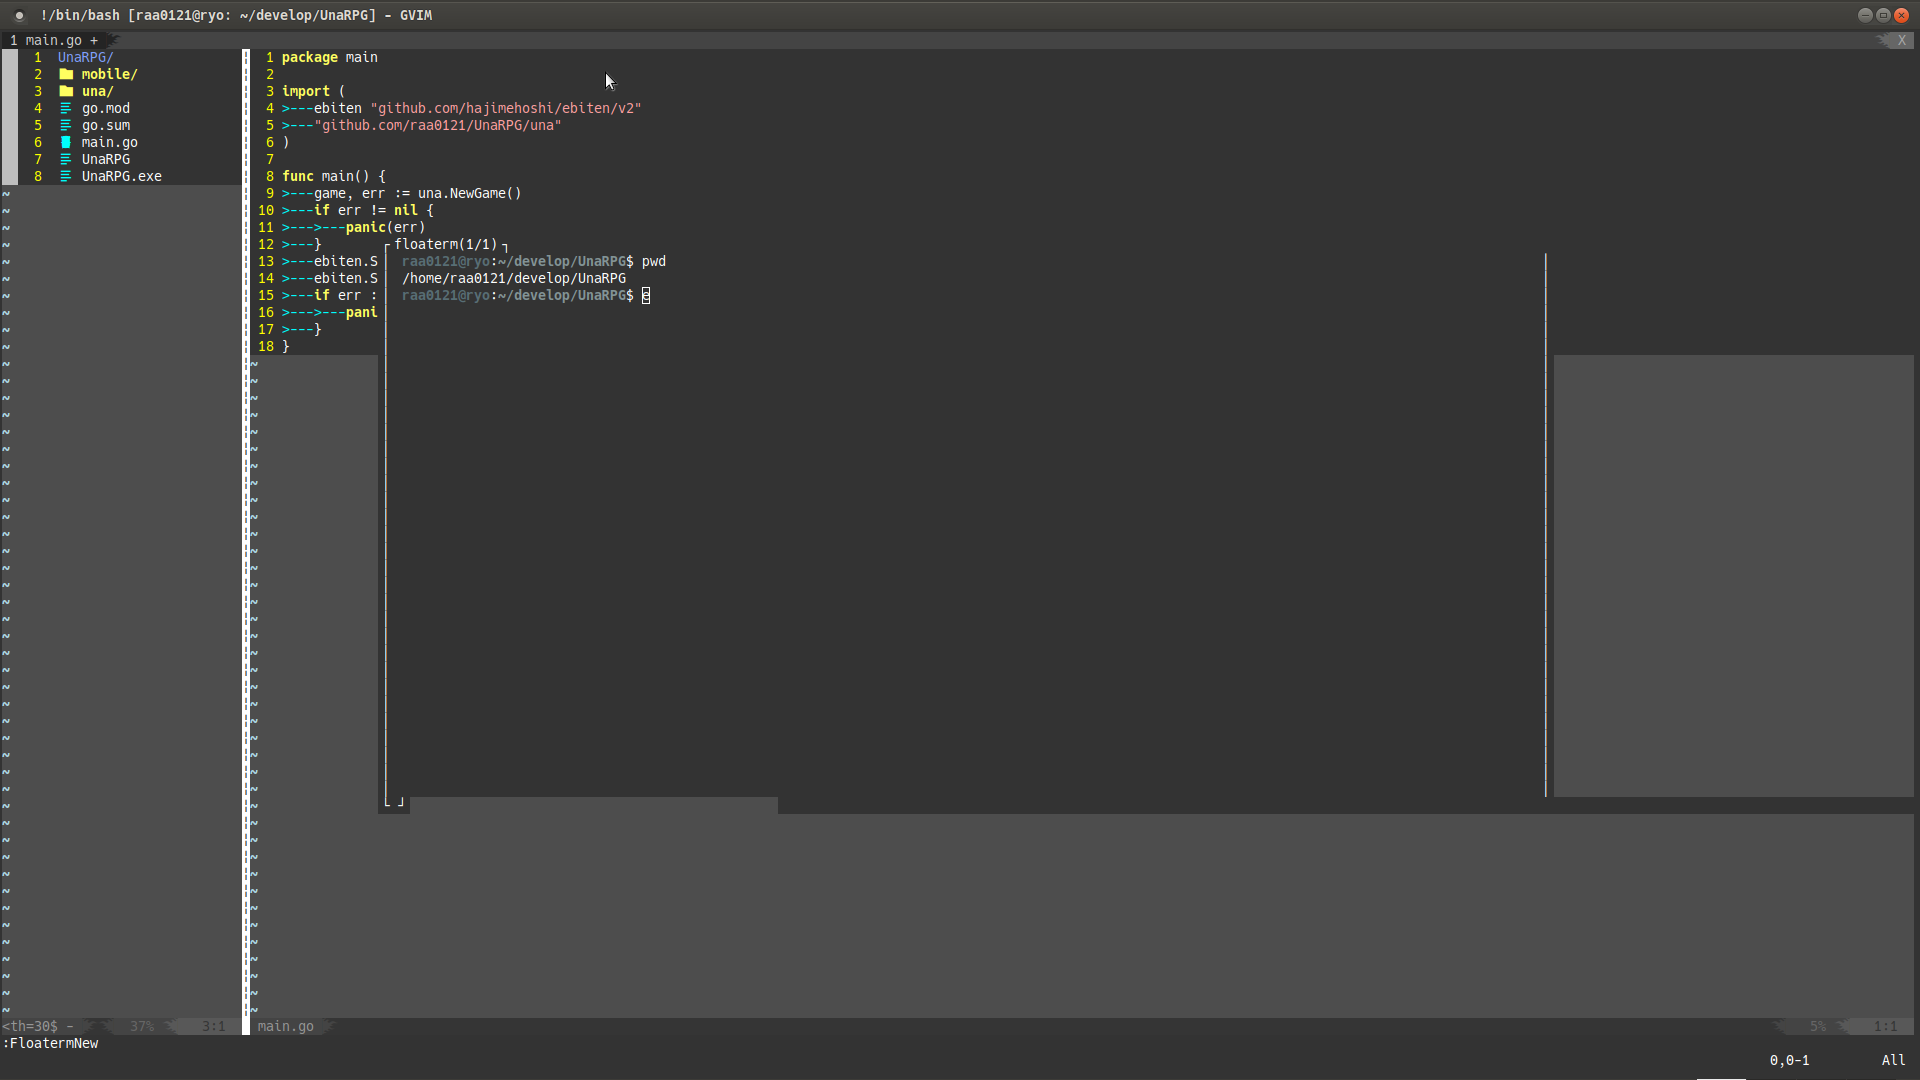 !/bin/bash [raa0121@ryo: ~/develop/UnaRPG] - GVIM
1 main.go +
X
1 UnaRPG/
2 mobile/
3 una/
4 go.mod
5 go.sum
6 main.go
7 UnaRPG
8 UnaRPG.exe
1 package main
2
3 import (
4 >---ebiten "github.com/hajimehoshi/ebiten/v2"
5 >---"github.com/raa0121/UnaRPG/una"
6 )
7
8 func main() {
9 >---game, err := una.NewGame()
10 >---if err != nil {
11 >--->---panic(err)
12 >---}
13 >---ebiten.S
14 >---ebiten.S
15 >---if err :
16 >--->---pani
17 >---}
18 }
floaterm(1/1)
raa0121@ryo:~/develop/UnaRPG$ pwd
/home/raa0121/develop/UnaRPG
raa0121@ryo:~/develop/UnaRPG$ e
<th=30$ - 37% 3:1
main.go 5% 1:1
:FloatermNew
0,0-1 All